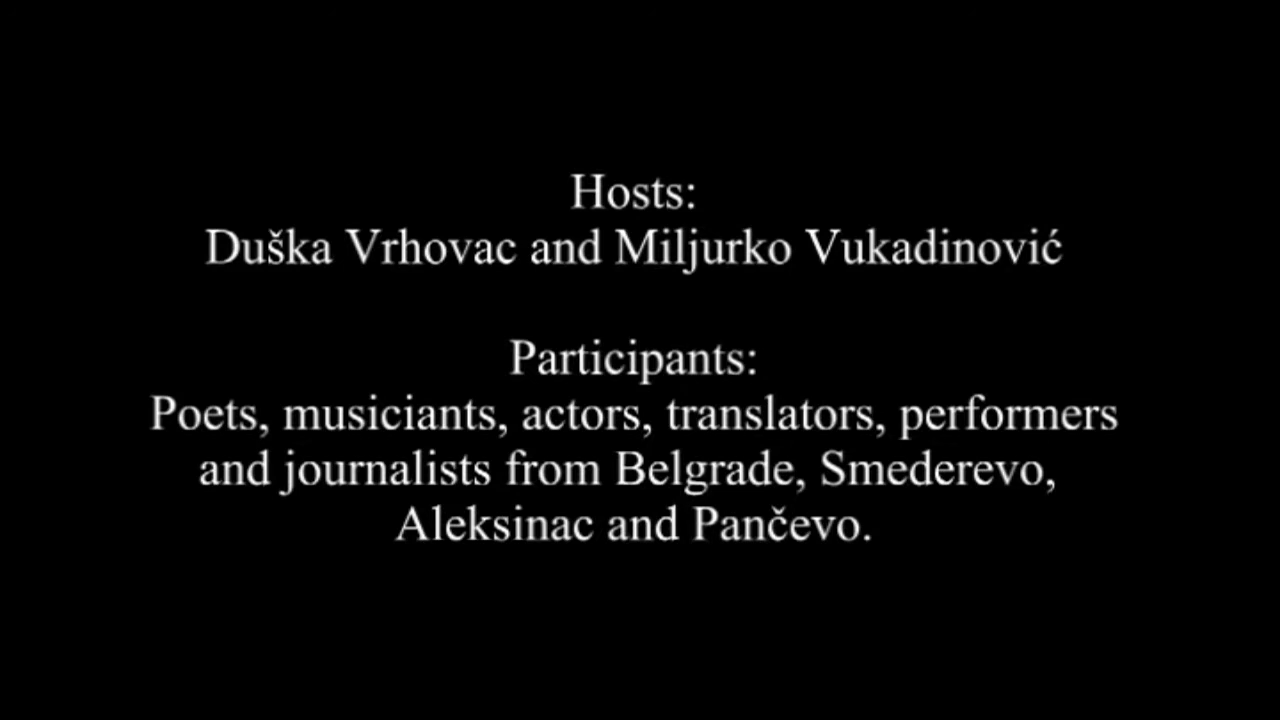 Hosts:
Duška Vrhovac and Miljurko Vukadinović
Participants:
Poets, musiciants, actors, translators, performers
and journalists from Belgrade, Smederevo,
Aleksinac and Pančevo.